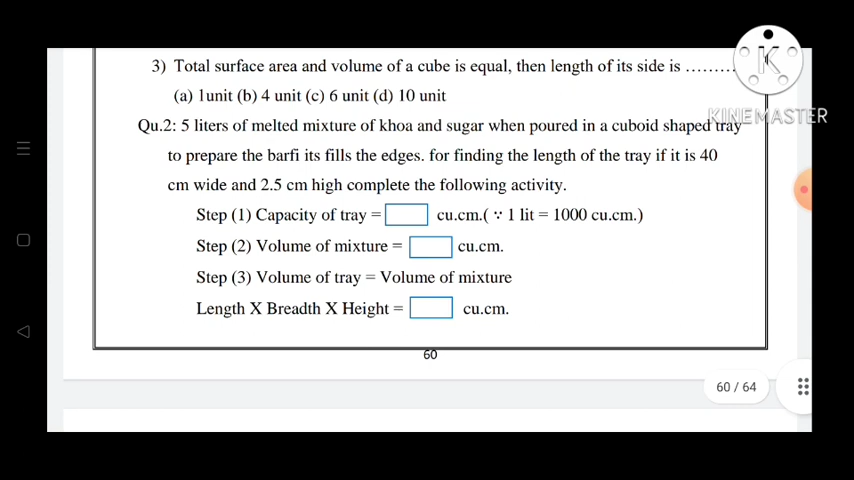 3) Total surface area and volume of a cube is equal, then length of its side is .........
(a) 1unit (b) 4 unit (c) 6 unit (d) 10 unit
Qu.2: 5 liters of melted mixture of khoa and sugar when poured in a cuboid shaped tray
to prepare the barfi its fills the edges. for finding the length of the tray if it is 40
cm wide and 2.5 cm high complete the following activity.
Step (1) Capacity of tray = cu.cm.( ∵ 1 lit = 1000 cu.cm.)
Step (2) Volume of mixture = cu.cm.
Step (3) Volume of tray = Volume of mixture
Length X Breadth X Height = cu.cm.
60
60 / 64
K
KINEMASTER